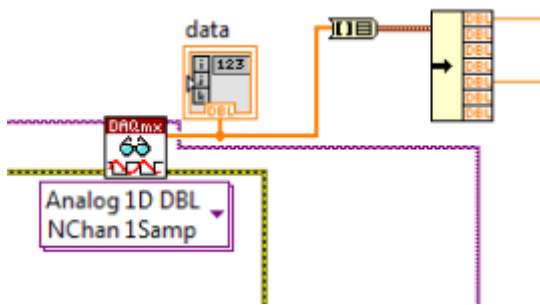 data
123
DBL
DAQmx
Analog 1D DBL
NChan 1Samp
DBL
DBL
DBL
DBL
DBL
DBL
DBL